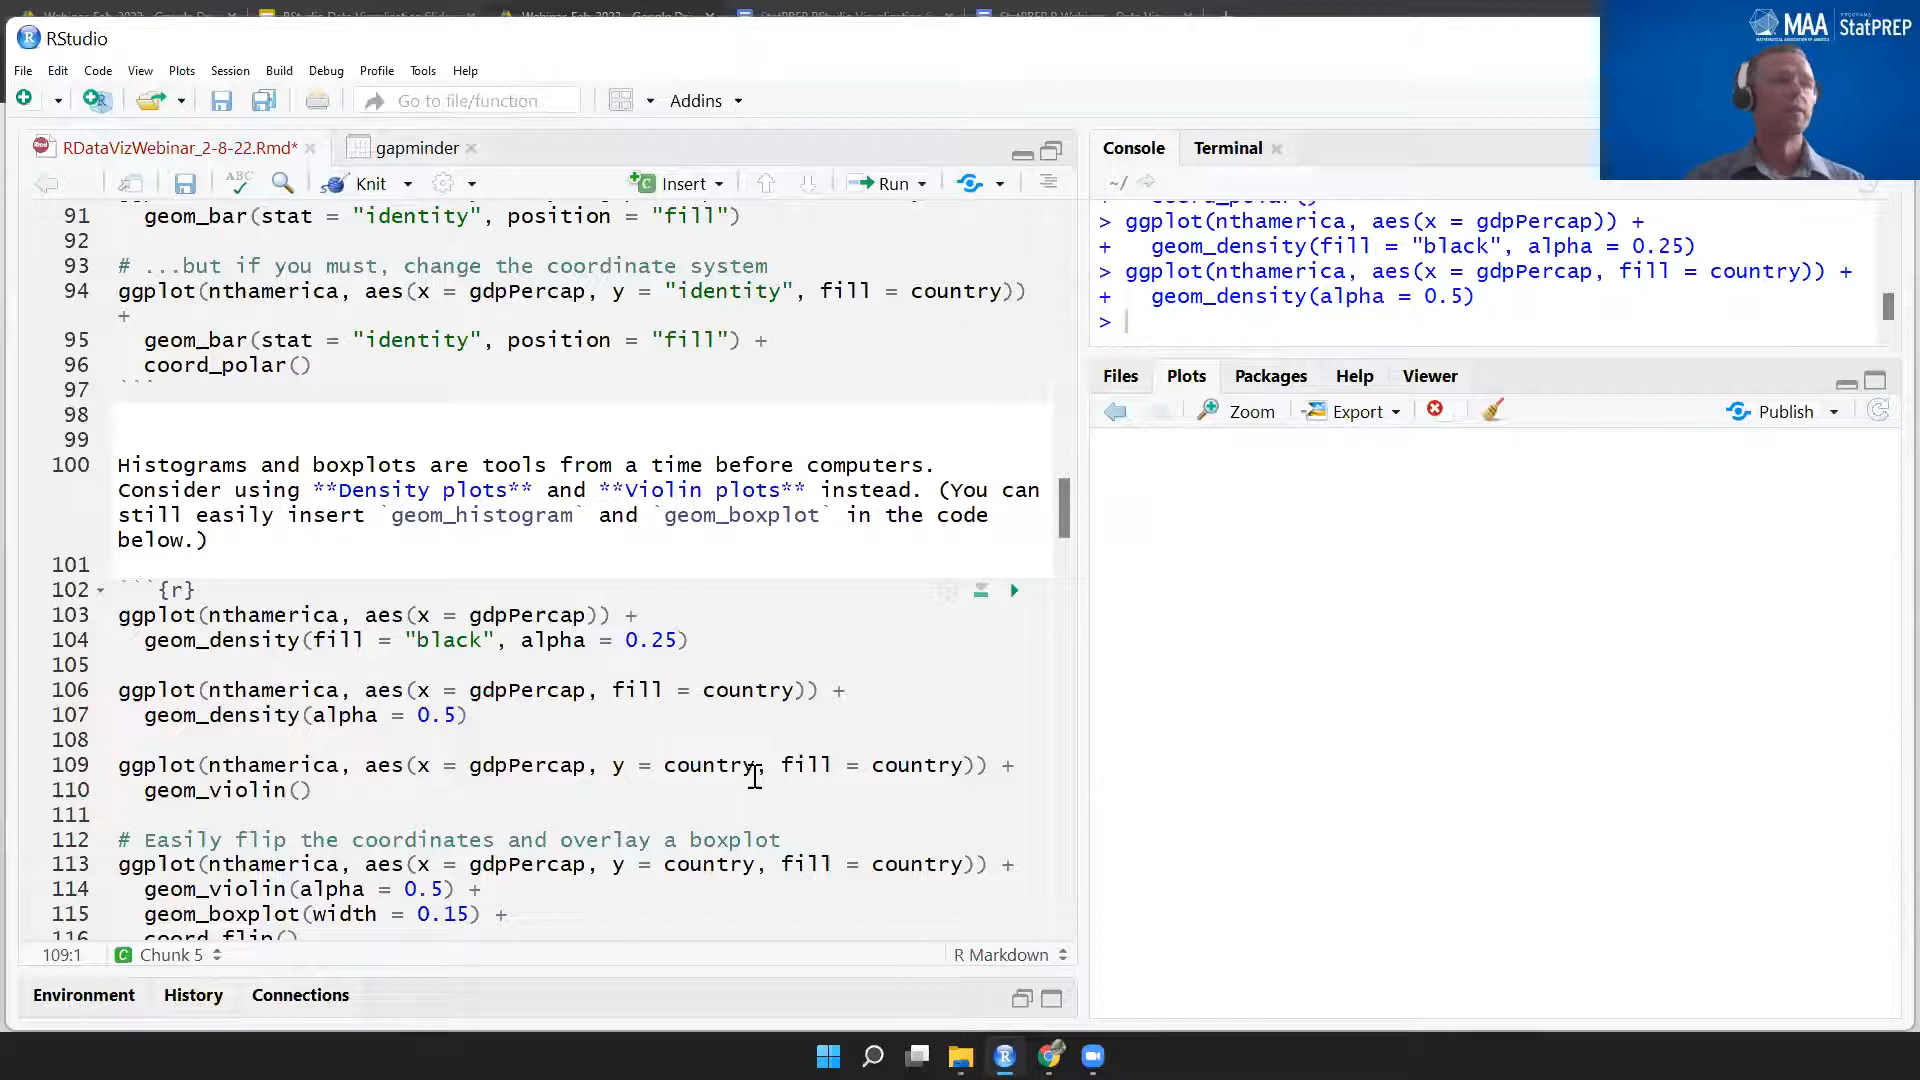 RStudio
MAA
MATHEMATICAL ASSOCIATION OF AMERICA
PROGRAMS
StatPREP
File Edit Code View Plots Session Build Debug Profile Tools Help
Go to file/function
Addins
RDataVizWebinar_2-8-22.Rmd*
gapminder
ABC
Knit
Insert
Run
91 geom_bar(stat = "identity", position = "fill")
92
93 # ...but if you must, change the coordinate system
94 ggplot(nthamerica, aes(x = gdpPercap, y = "identity", fill = country))
+
95 geom_bar(stat = "identity", position = "fill") +
96 coord_polar()
97 ```
98
99
100 Histograms and boxplots are tools from a time before computers.
Consider using **Density plots** and **Violin plots** instead. (You can
still easily insert `geom_histogram` and `geom_boxplot` in the code
below.)
101
102 ```{r}
103 ggplot(nthamerica, aes(x = gdpPercap)) +
104 geom_density(fill = "black", alpha = 0.25)
105
106 ggplot(nthamerica, aes(x = gdpPercap, fill = country)) +
107 geom_density(alpha = 0.5)
108
109 ggplot(nthamerica, aes(x = gdpPercap, y = country, fill = country)) +
110 geom_violin()
111
112 # Easily flip the coordinates and overlay a boxplot
113 ggplot(nthamerica, aes(x = gdpPercap, y = country, fill = country)) +
114 geom_violin(alpha = 0.5) +
115 geom_boxplot(width = 0.15) +
116 coord_flip()
109:1 Chunk 5 R Markdown
Environment History Connections
Console Terminal
~/
+ coord_polar()
> ggplot(nthamerica, aes(x = gdpPercap)) +
+ geom_density(fill = "black", alpha = 0.25)
> ggplot(nthamerica, aes(x = gdpPercap, fill = country)) +
+ geom_density(alpha = 0.5)
>
Files Plots Packages Help Viewer
Zoom Export Publish